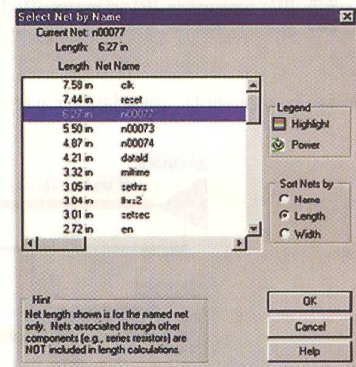 Select Net by Name
Current Net: n00077
Length: 6.27 in
Length Net Name
7.59 in clk
7.44 in reset
6.27 in n00077
5.50 in n00073
4.87 in n00074
4.21 in datald
3.32 in miltime
3.05 in sethrs
3.04 in lhrs2
3.01 in setsec
2.72 in en
Legend
Highlight
Power
Sort Nets by
Name
Length
Width
Hint
Net length shown is for the named net
only. Nets associated through other
components (e.g., series resistors) are
NOT included in length calculations.
OK
Cancel
Help